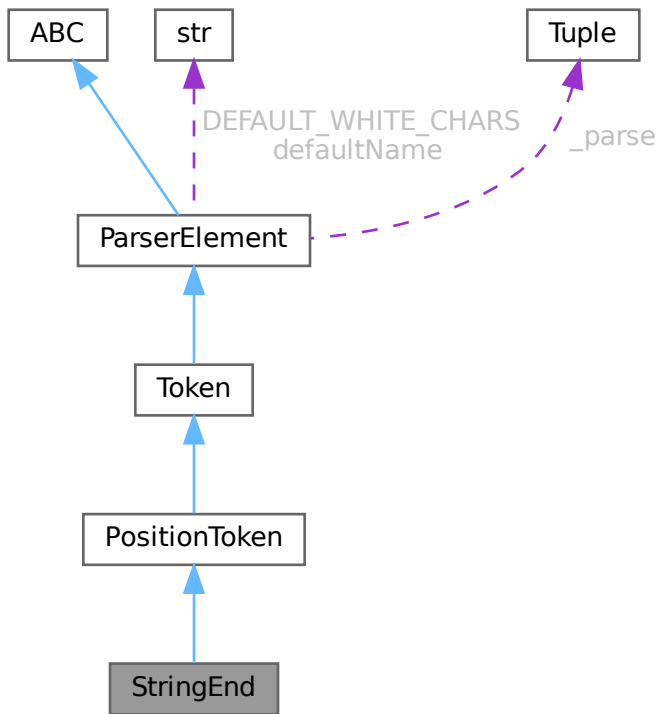 ABC
str
Tuple
DEFAULT_WHITE_CHARS
defaultName
_parse
ParserElement
Token
PositionToken
StringEnd